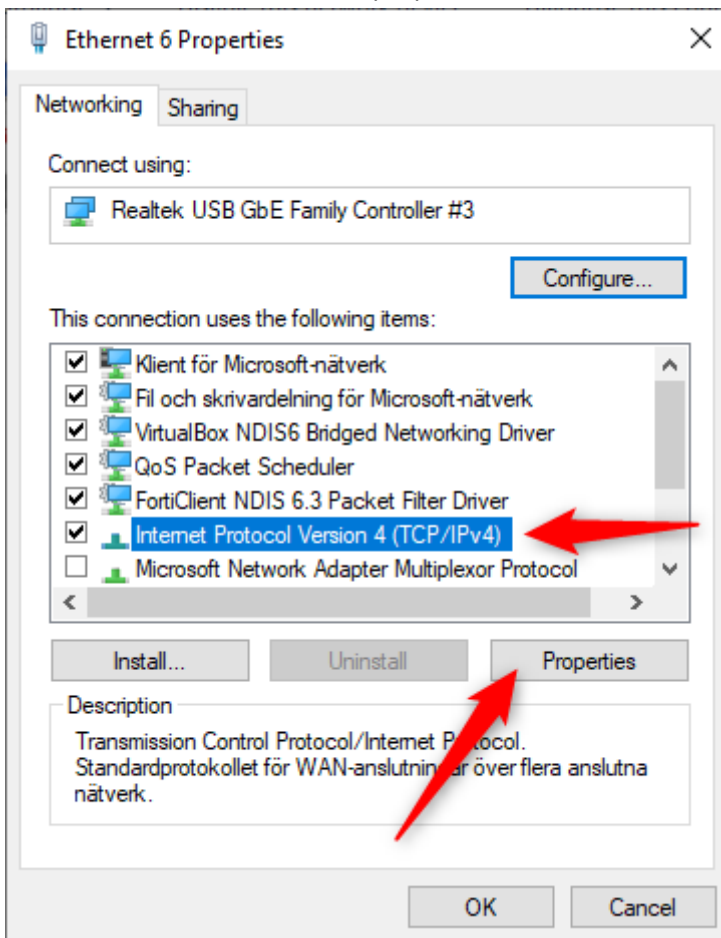 Ethernet 6 Properties
Networking
Sharing
Connect using:
Realtek USB GbE Family Controller #3
Configure...
This connection uses the following items:
Klient för Microsoft-nätverk
Fil och skrivardelning för Microsoft-nätverk
VirtualBox NDIS6 Bridged Networking Driver
QoS Packet Scheduler
FortiClient NDIS 6.3 Packet Filter Driver
Internet Protocol Version 4 (TCP/IPv4)
Microsoft Network Adapter Multiplexor Protocol
Install...
Uninstall
Properties
Description
Transmission Control Protocol/Internet Protocol.
Standardprotokollet för WAN-anslutningar över flera anslutna
nätverk.
OK
Cancel